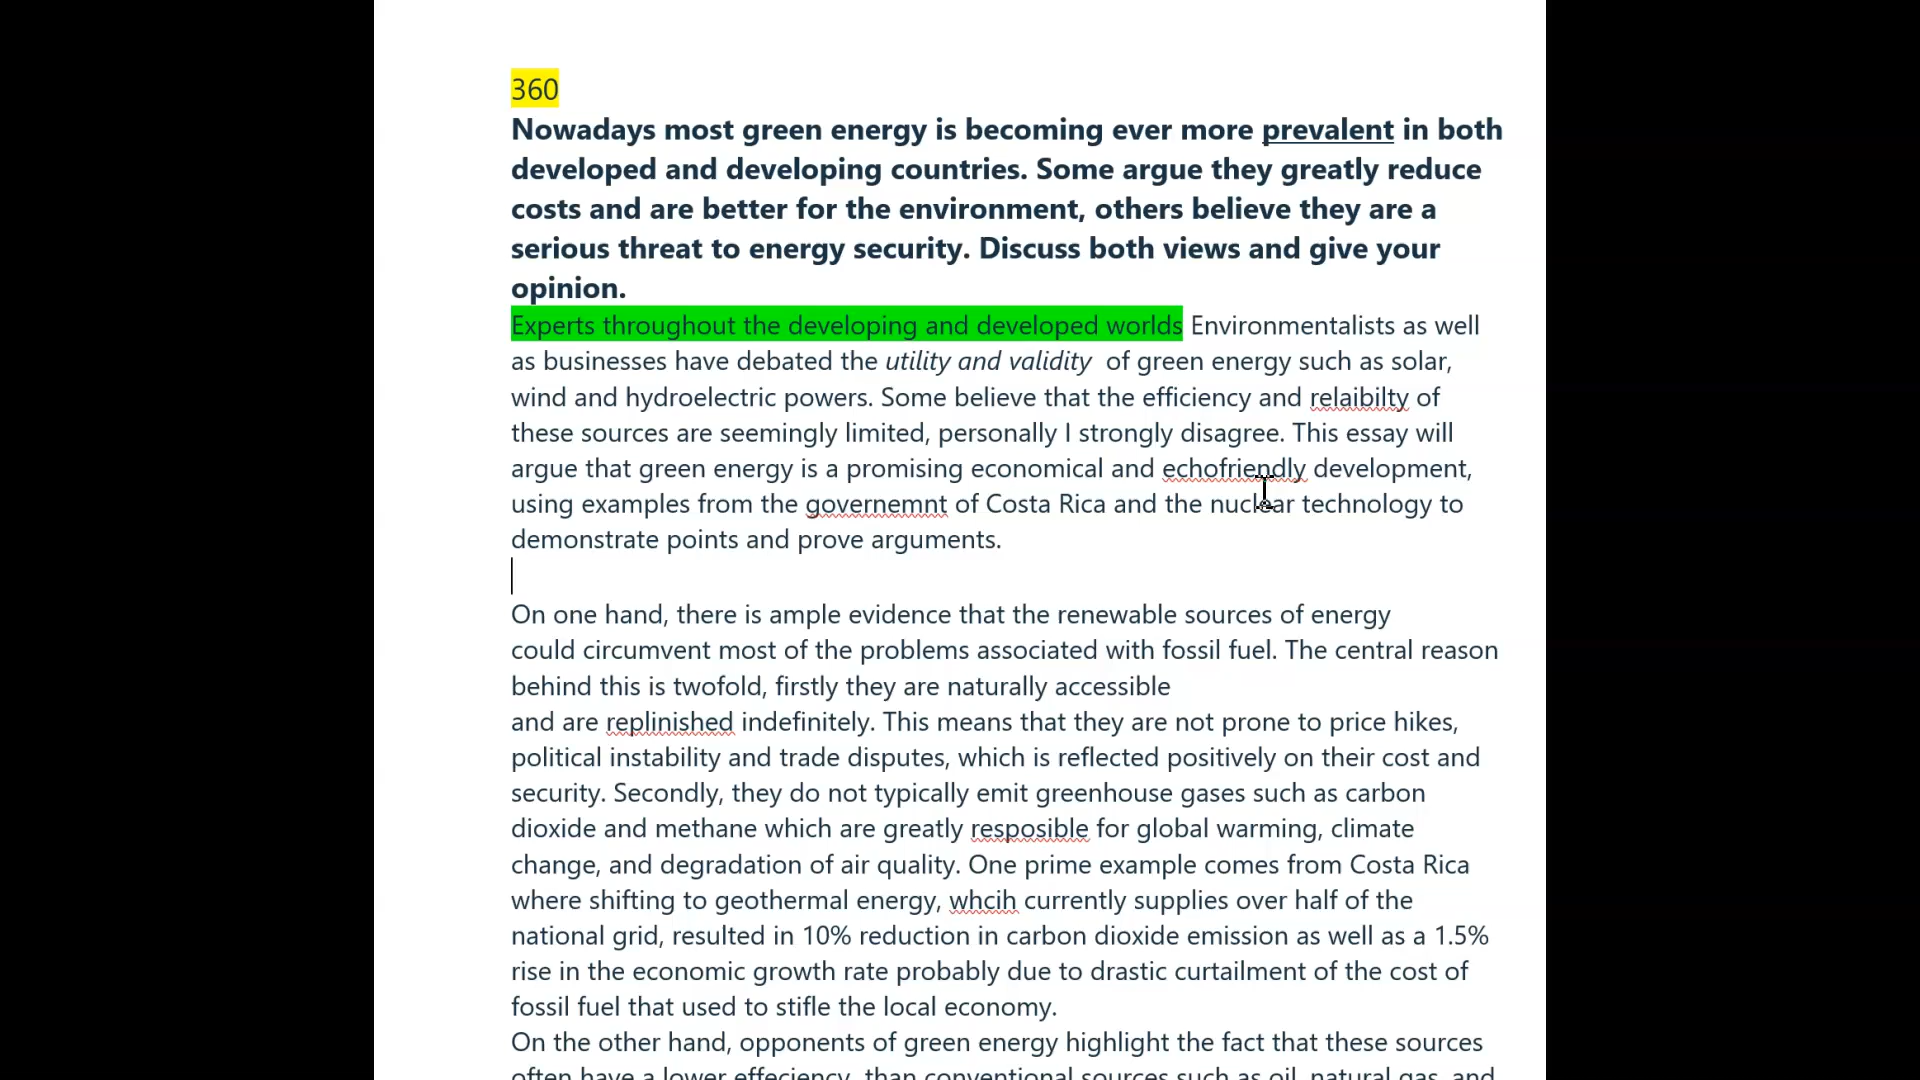 360
Nowadays most green energy is becoming ever more prevalent in both
developed and developing countries. Some argue they greatly reduce
costs and are better for the environment, others believe they are a
serious threat to energy security. Discuss both views and give your
opinion.
Experts throughout the developing and developed worlds Environmentalists as well
as businesses have debated the utility and validity of green energy such as solar,
wind and hydroelectric powers. Some believe that the efficiency and relaibilty of
these sources are seemingly limited, personally I strongly disagree. This essay will
argue that green energy is a promising economical and echofriendly development,
using examples from the governemnt of Costa Rica and the nuclear technology to
demonstrate points and prove arguments.
On one hand, there is ample evidence that the renewable sources of energy
could circumvent most of the problems associated with fossil fuel. The central reason
behind this is twofold, firstly they are naturally accessible
and are replinished indefinitely. This means that they are not prone to price hikes,
political instability and trade disputes, which is reflected positively on their cost and
security. Secondly, they do not typically emit greenhouse gases such as carbon
dioxide and methane which are greatly resposible for global warming, climate
change, and degradation of air quality. One prime example comes from Costa Rica
where shifting to geothermal energy, whcih currently supplies over half of the
national grid, resulted in 10% reduction in carbon dioxide emission as well as a 1.5%
rise in the economic growth rate probably due to drastic curtailment of the cost of
fossil fuel that used to stifle the local economy.
On the other hand, opponents of green energy highlight the fact that these sources
often have a lower effeciency, than conventional sources such as oil, natural gas, and